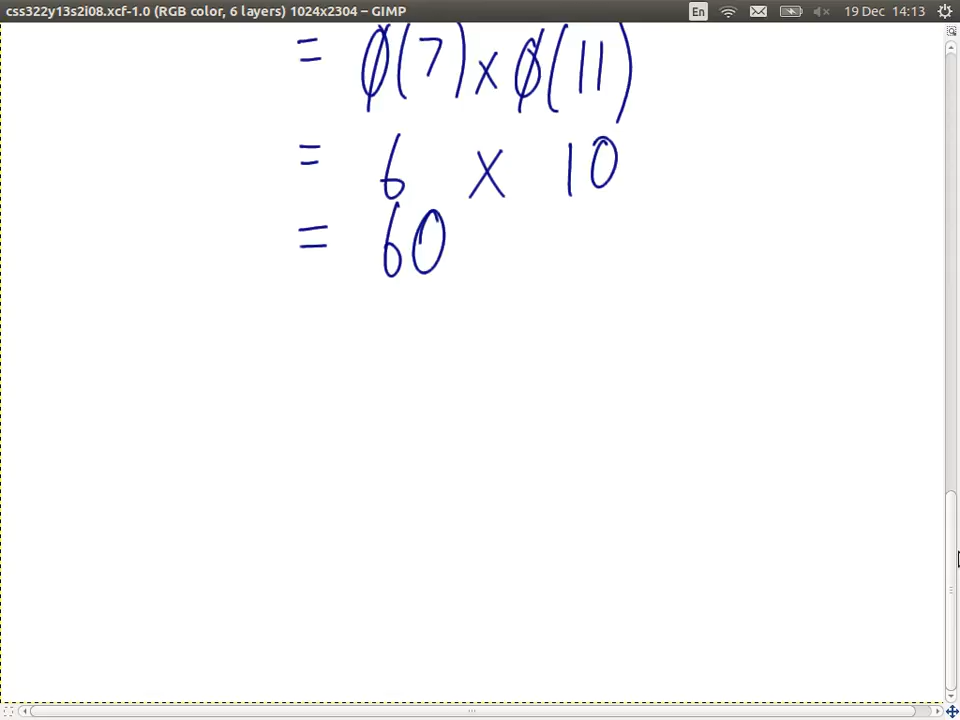 css322y13s2i08.xcf-1.0 (RGB color, 6 layers) 1024x2304 – GIMP En 19 Dec 14:13
= ϕ(7) x ϕ(11)
= 6 x 10
= 60